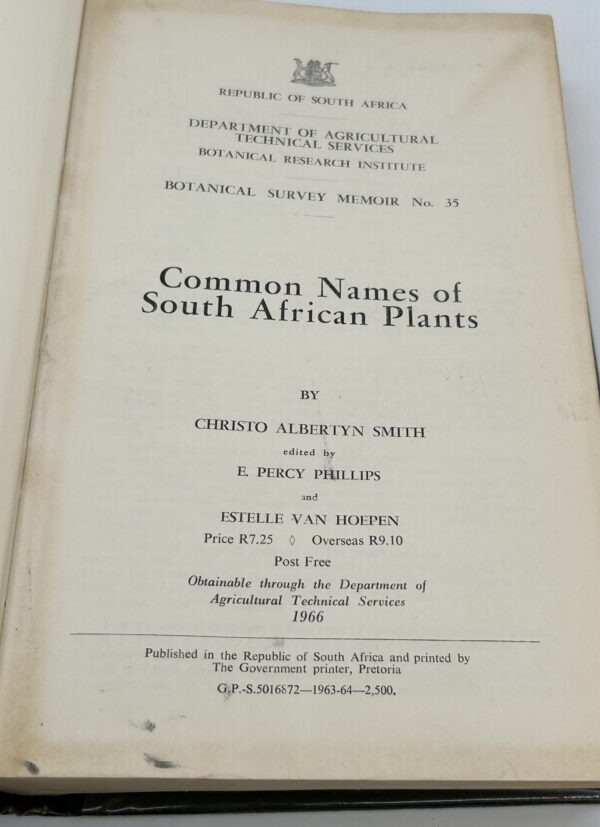 REPUBLIC OF SOUTH AFRICA
DEPARTMENT OF AGRICULTURAL
TECHNICAL SERVICES
BOTANICAL RESEARCH INSTITUTE
BOTANICAL SURVEY MEMOIR No. 35
Common Names of
South African Plants
BY
CHRISTO ALBERTYN SMITH
edited by
E. PERCY PHILLIPS
and
ESTELLE VAN HOEPEN
Price R7.25 ◊ Overseas R9.10
Post Free
Obtainable through the Department of
Agricultural Technical Services
1966
Published in the Republic of South Africa and printed by
The Government printer, Pretoria
G.P.-S.5016872—1963-64—2,500.